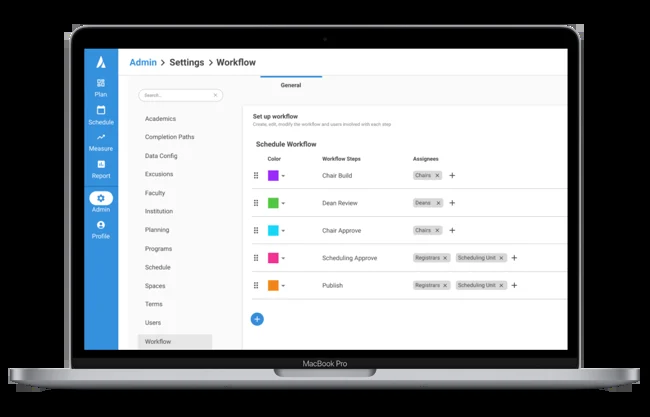 Admin > Settings > Workflow
Plan
Schedule
Measure
Report
Admin
Profile
Search...
Academics
Completion Paths
Data Config
Excusions
Faculty
Institution
Planning
Programs
Schedule
Spaces
Terms
Users
Workflow
General
Set up workflow
Create, edit, modify the workflow and users involved with each step.
Schedule Workflow
Color Workflow Steps Assignees
Chair Build Chairs
Dean Review Deans
Chair Approve Chairs
Scheduling Approve Registrars Scheduling Unit
Publish Registrars Scheduling Unit
MacBook Pro